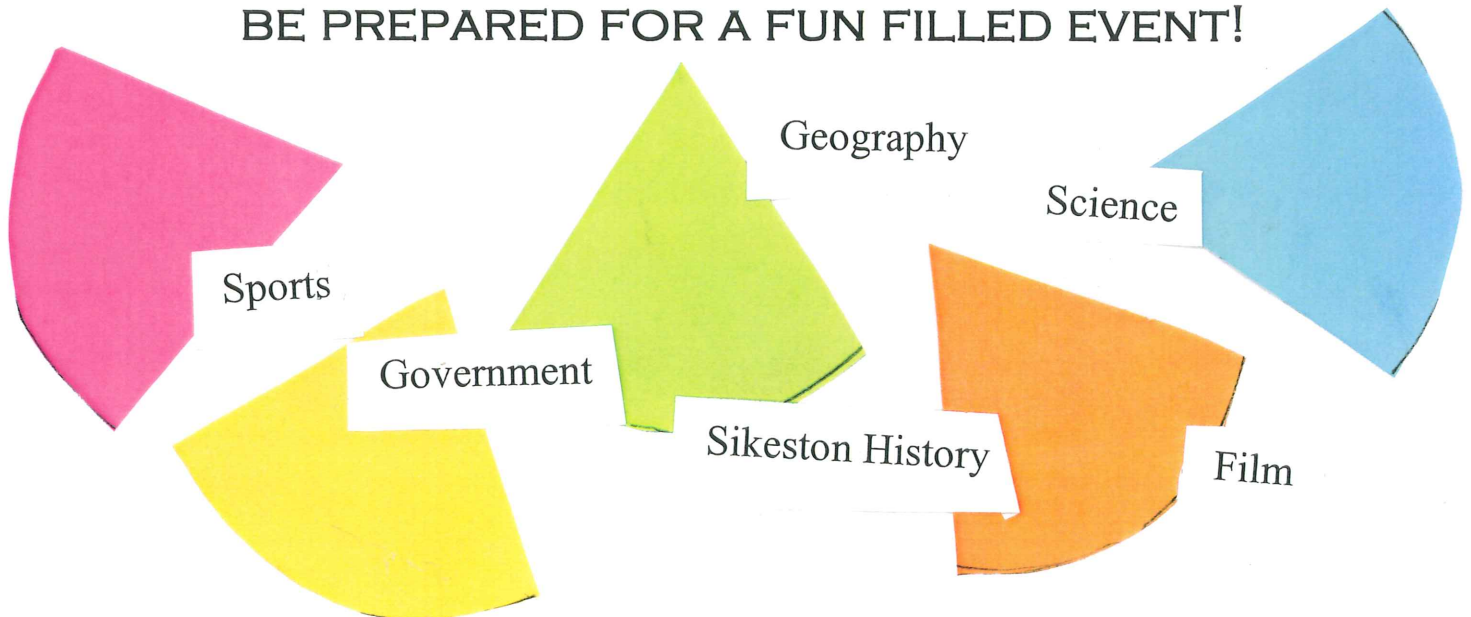 BE PREPARED FOR A FUN FILLED EVENT!
Geography
Science
Sports
Government
Sikeston History
Film